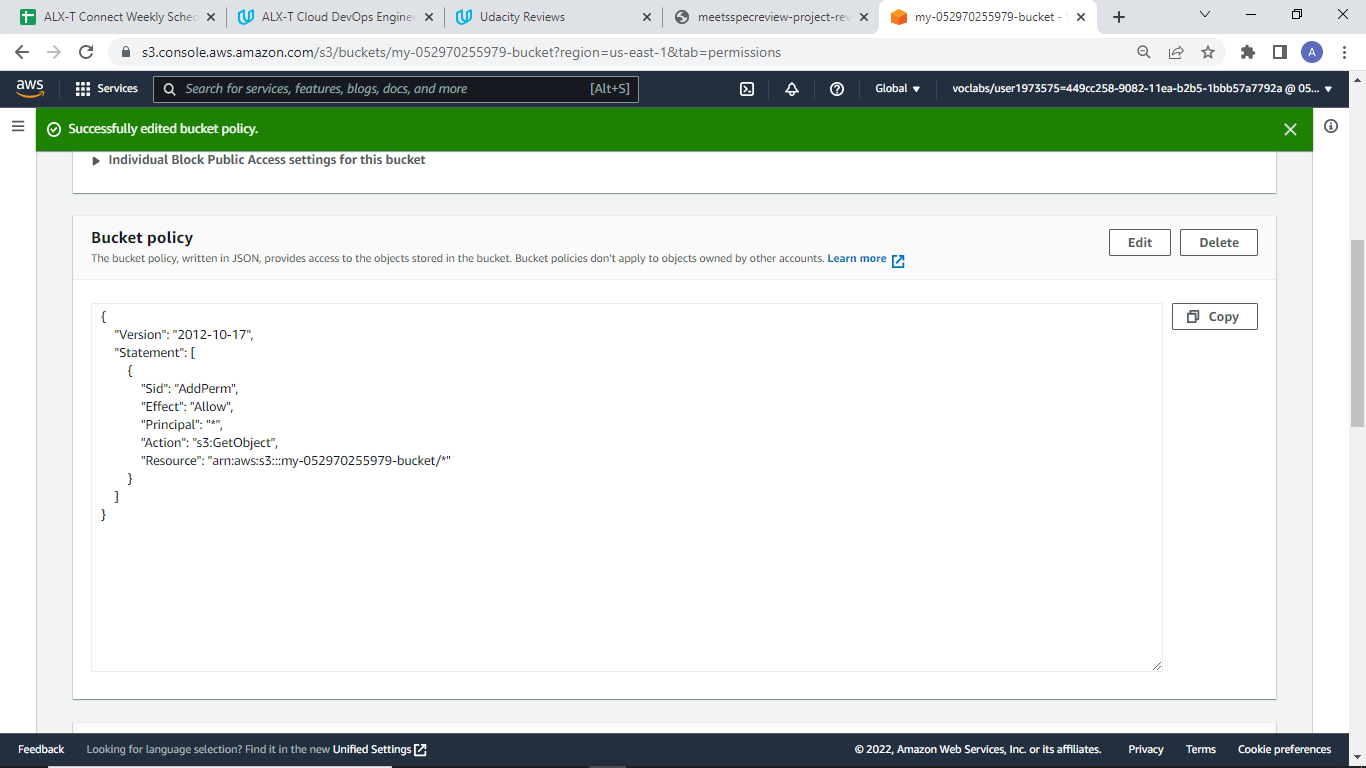 ALX-T Connect Weekly Sched
ALX-T Cloud DevOps Enginee
Udacity Reviews
meetsspecreview-project-rev
my-052970255979-bucket -
s3.console.aws.amazon.com/s3/buckets/my-052970255979-bucket?region=us-east-1&tab=permissions
A
aws
Services
Search for services, features, blogs, docs, and more
[Alt+S]
Global
voclabs/user1973575=449cc258-9082-11ea-b2b5-1bbb57a7792a @ 05...
Successfully edited bucket policy.
Individual Block Public Access settings for this bucket
Bucket policy
Edit
Delete
The bucket policy, written in JSON, provides access to the objects stored in the bucket. Bucket policies don't apply to objects owned by other accounts. Learn more
Copy
{
"Version": "2012-10-17",
"Statement": [
{
"Sid": "AddPerm",
"Effect": "Allow",
"Principal": "*",
"Action": "s3:GetObject",
"Resource": "arn:aws:s3:::my-052970255979-bucket/*"
}
]
}
Feedback
Looking for language selection? Find it in the new Unified Settings
© 2022, Amazon Web Services, Inc. or its affiliates.
Privacy
Terms
Cookie preferences